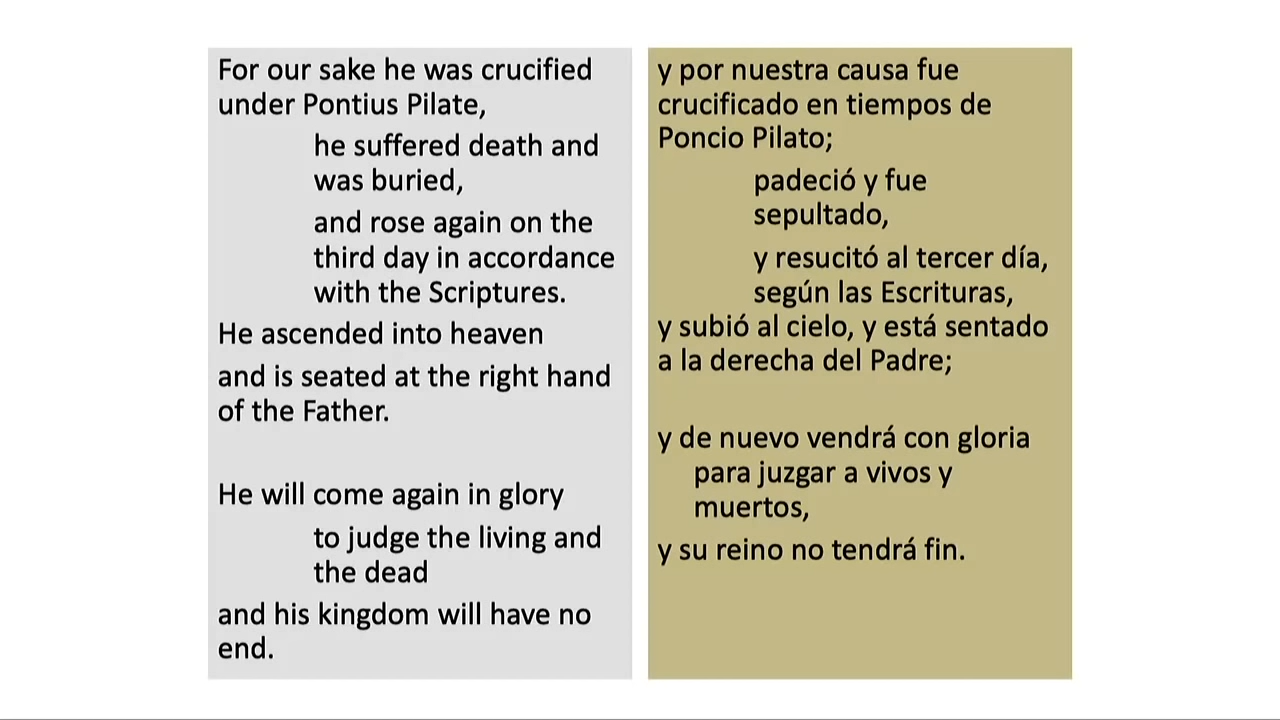 For our sake he was crucified
under Pontius Pilate,
he suffered death and
was buried,
and rose again on the
third day in accordance
with the Scriptures.
He ascended into heaven
and is seated at the right hand
of the Father.
He will come again in glory
to judge the living and
the dead
and his kingdom will have no
end.
y por nuestra causa fue
crucificado en tiempos de
Poncio Pilato;
padeció y fue
sepultado,
y resucitó al tercer día,
según las Escrituras,
y subió al cielo, y está sentado
a la derecha del Padre;
y de nuevo vendrá con gloria
para juzgar a vivos y
muertos,
y su reino no tendrá fin.